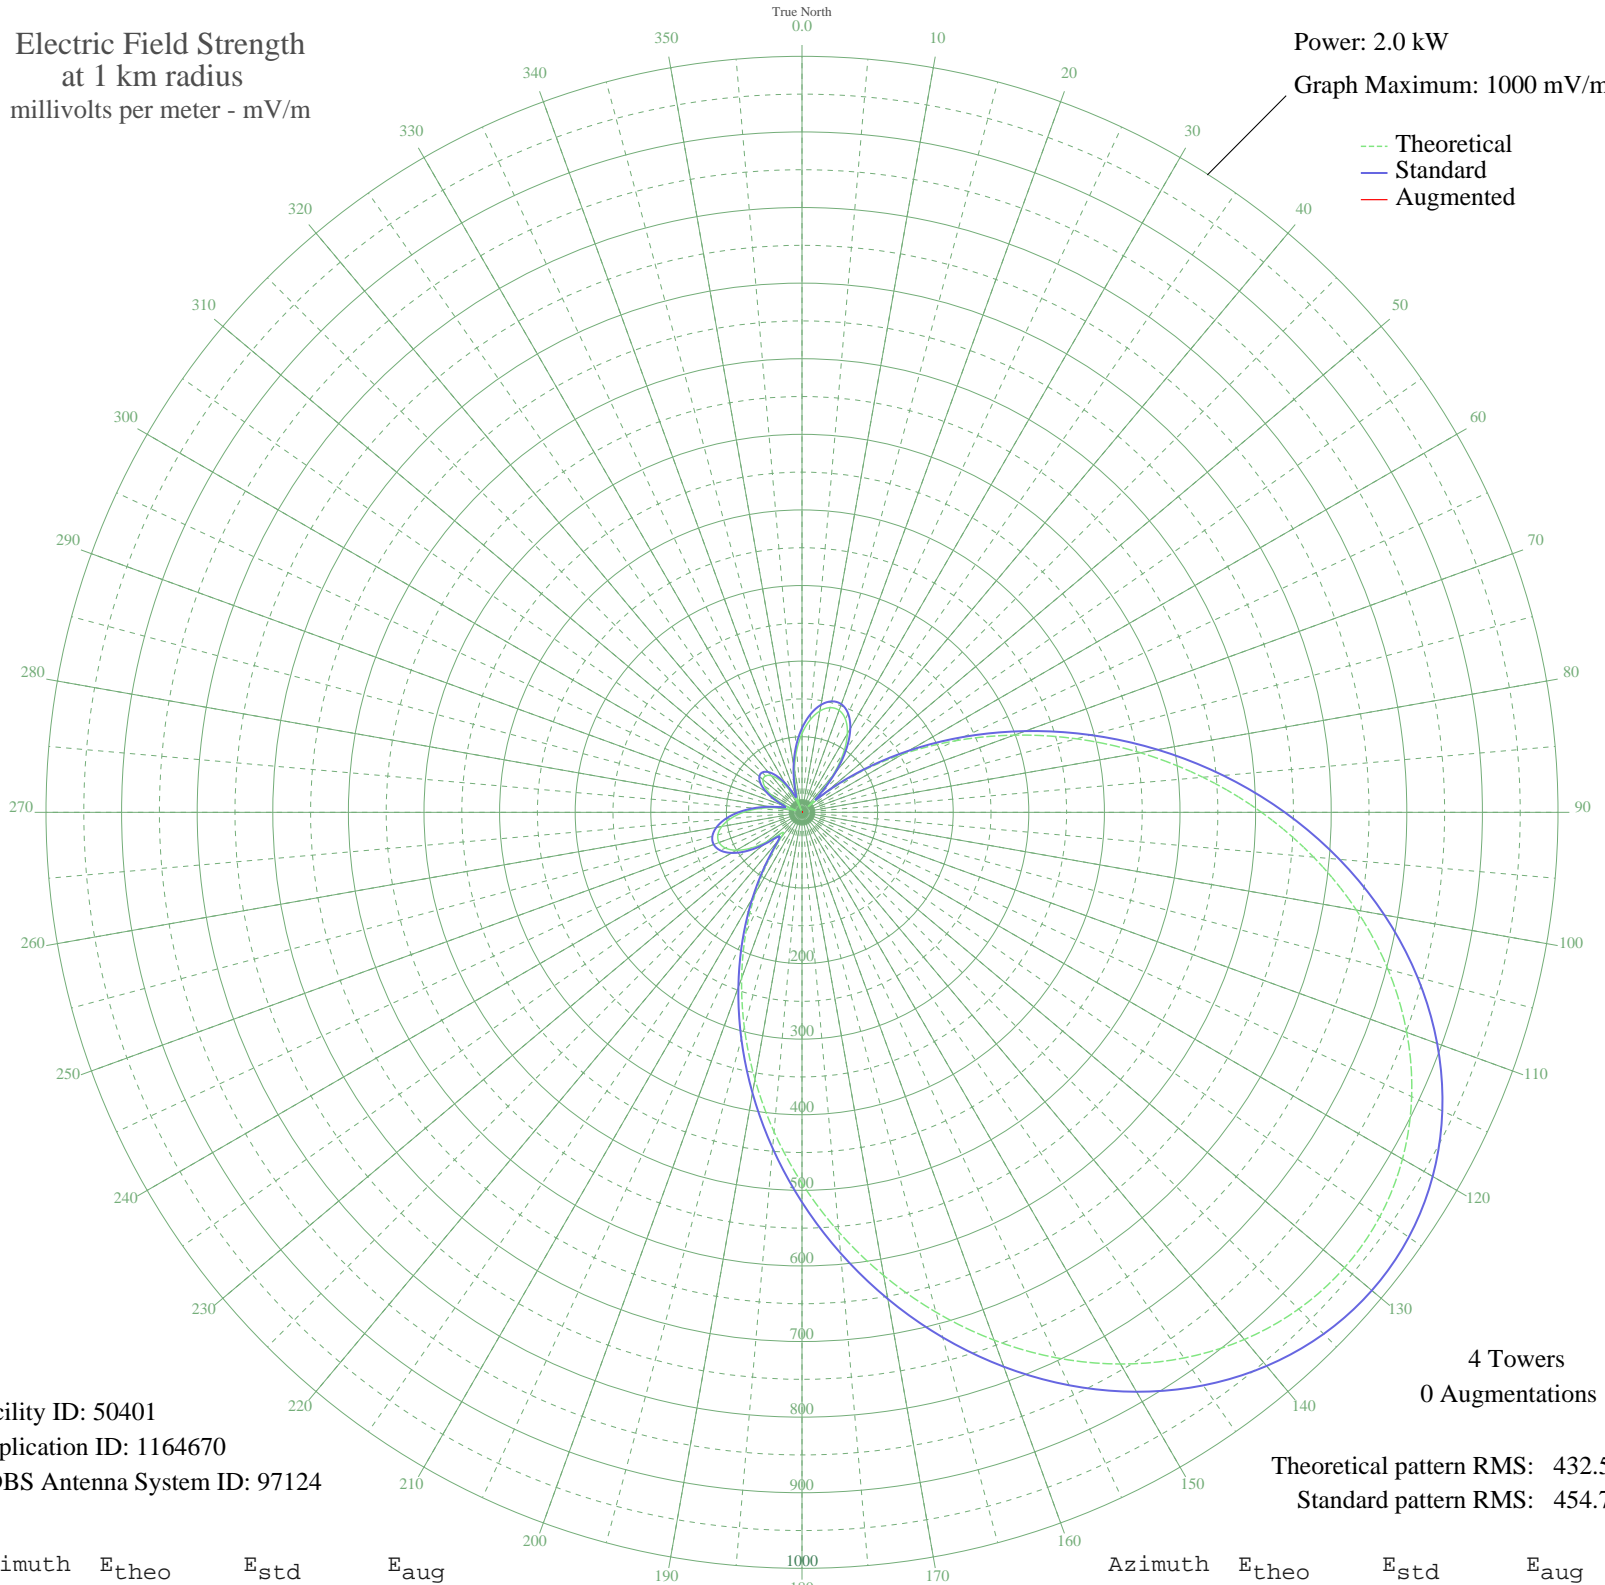 True North
Electric Field Strength
at 1 km radius
millivolts per meter - mV/m
Power: 2.0 kW
Graph Maximum: 1000 mV/m
Theoretical
Standard
Augmented
0.0
10
20
30
40
50
60
70
80
90
100
110
120
130
140
150
160
170
190
200
210
220
230
240
250
260
270
280
290
300
310
320
330
340
350
200
300
400
500
600
700
800
900
1000
4 Towers
0 Augmentations
cility ID: 50401
plication ID: 1164670
DBS Antenna System ID: 97124
Theoretical pattern RMS: 432.5
Standard pattern RMS: 454.7
imuth Etheo Estd Eaug
Azimuth Etheo Estd Eaug